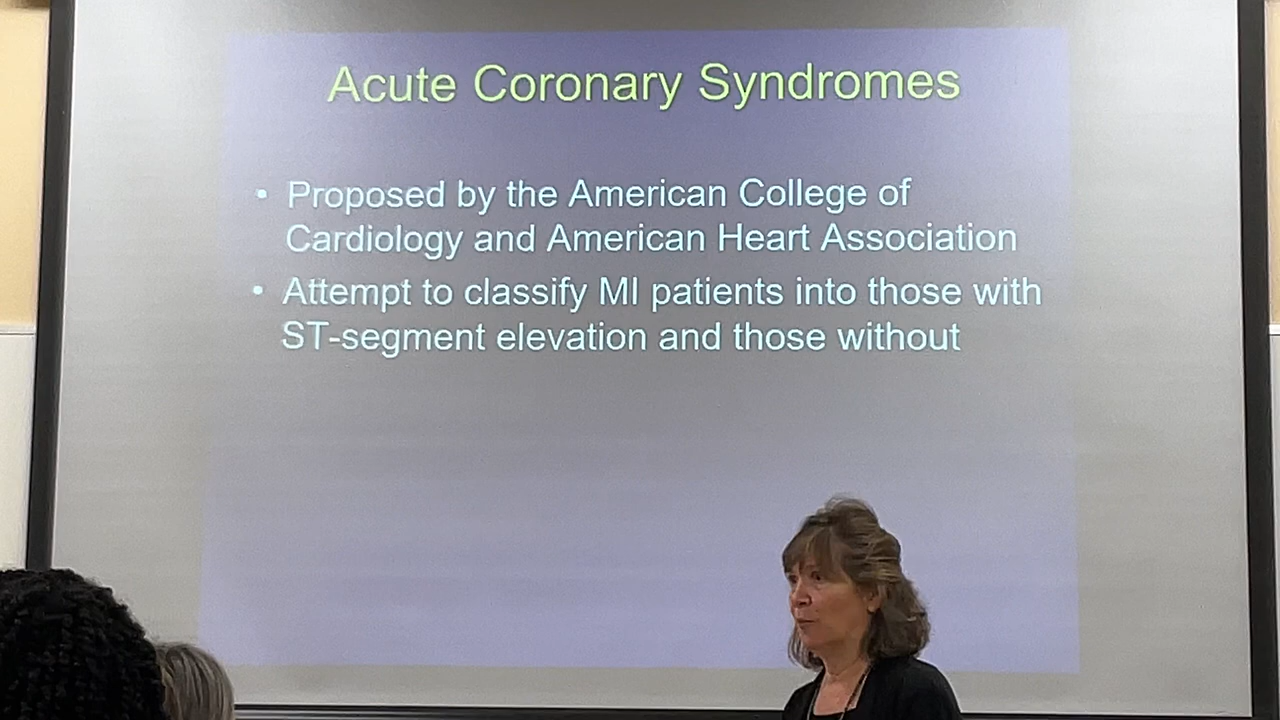 Acute Coronary Syndromes
• Proposed by the American College of
Cardiology and American Heart Association
• Attempt to classify MI patients into those with
ST-segment elevation and those without